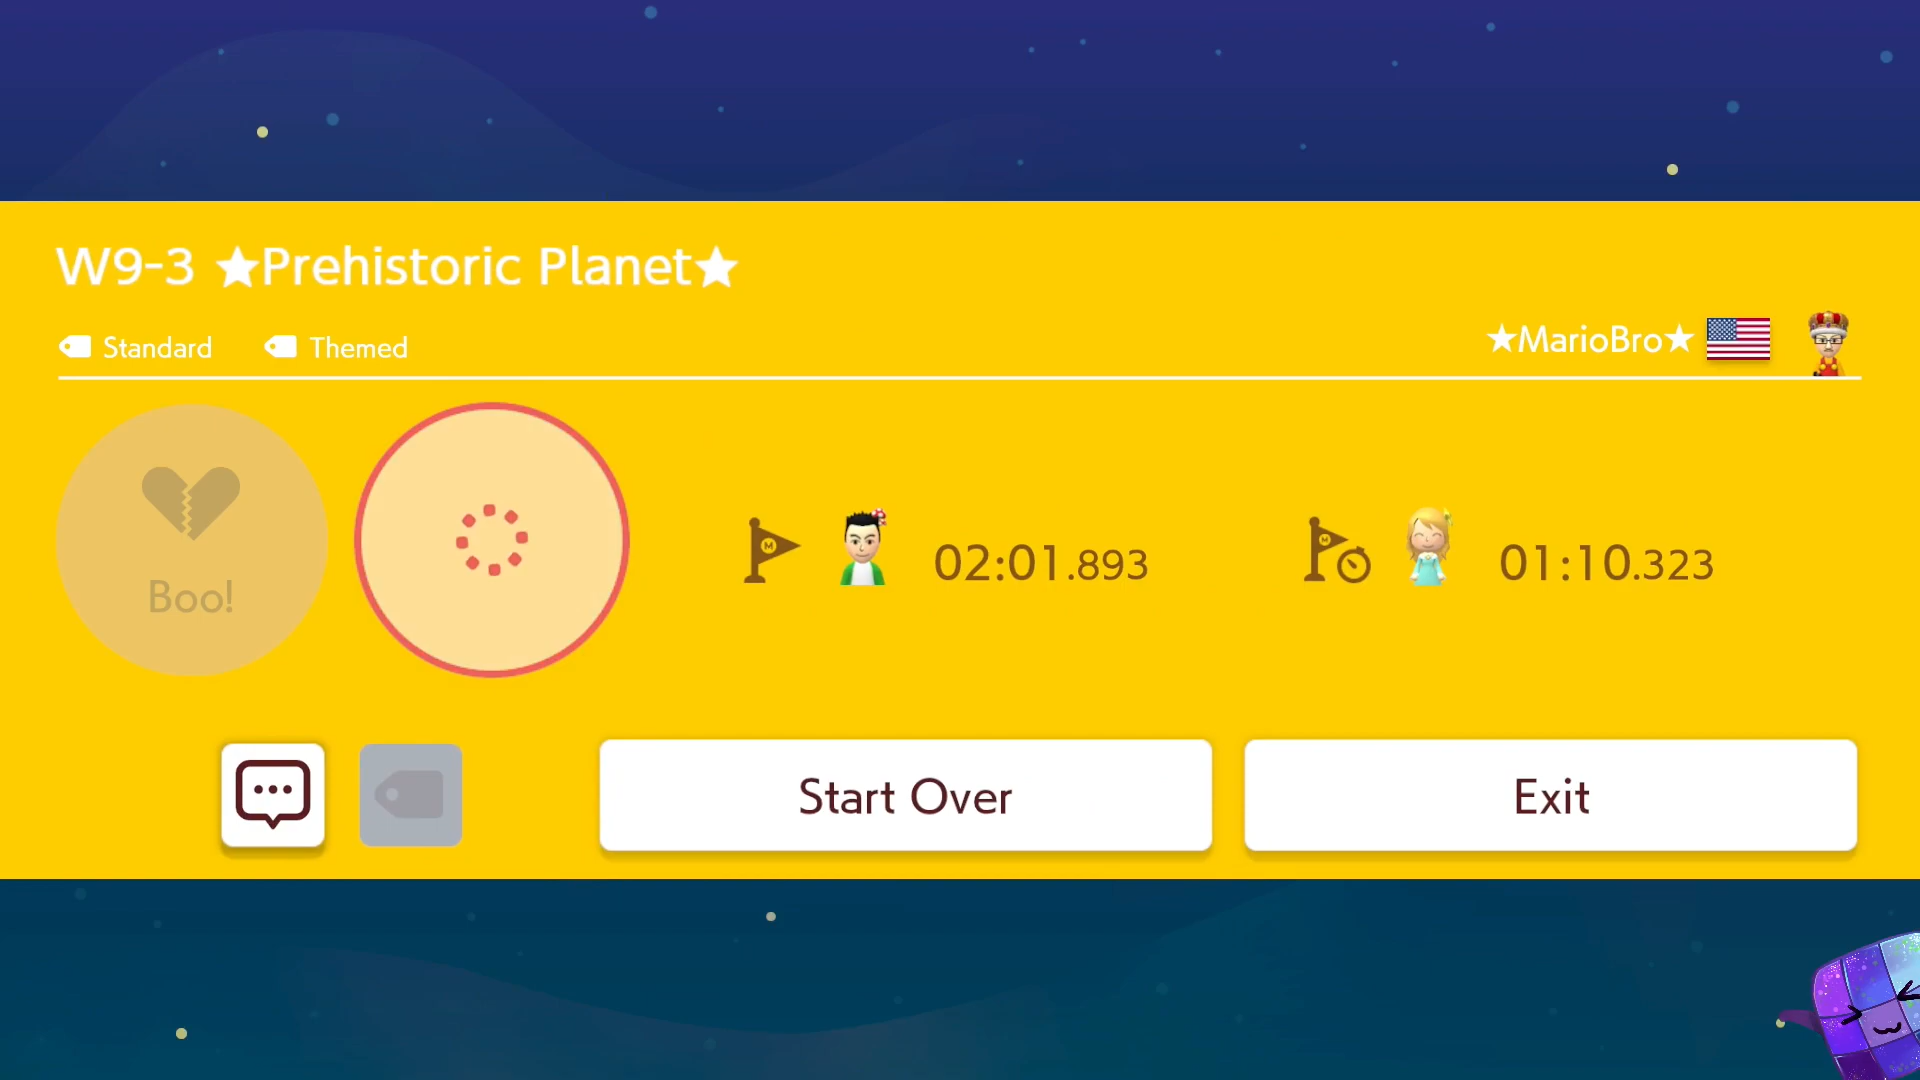 W9-3 ★Prehistoric Planet★
Standard Themed
★MarioBro★
Boo!
02:01.893
01:10.323
Start Over
Exit